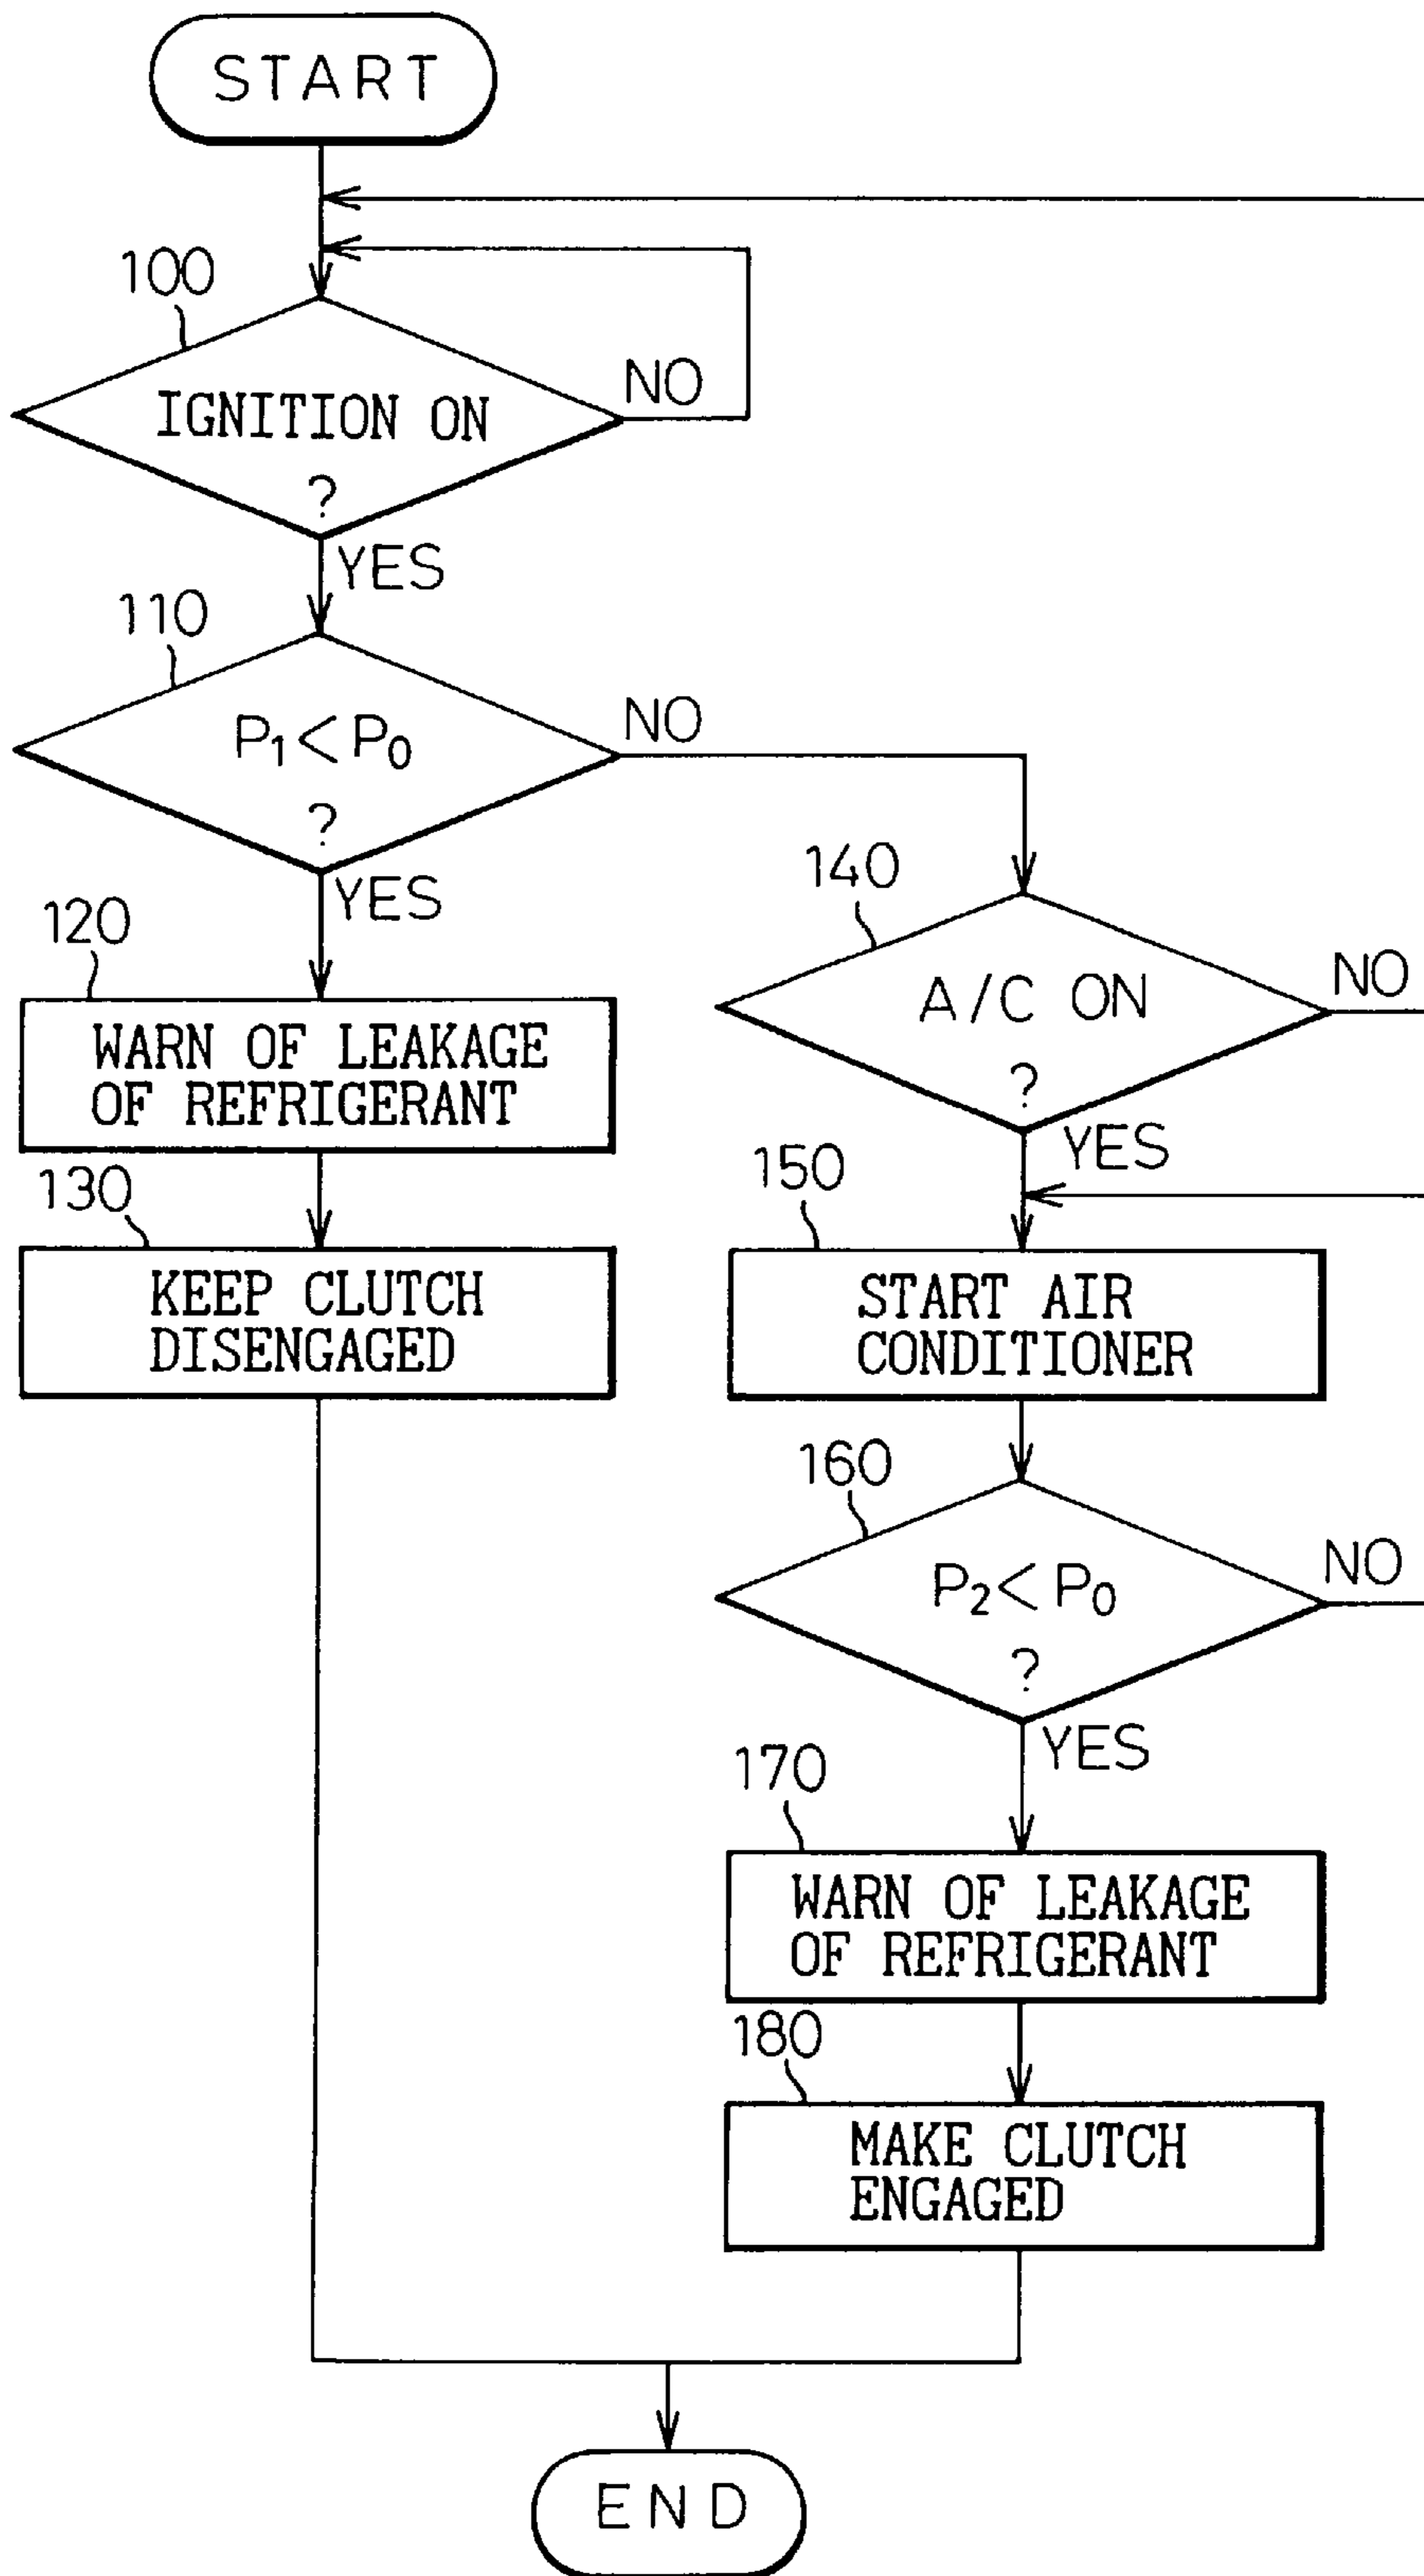 START
100
IGNITION ON
?
NO
YES
110
P₁<P₀
?
NO
YES
120
WARN OF LEAKAGE
OF REFRIGERANT
130
KEEP CLUTCH
DISENGAGED
140
A/C ON
?
NO
YES
150
START AIR
CONDITIONER
160
P₂<P₀
?
NO
YES
170
WARN OF LEAKAGE
OF REFRIGERANT
180
MAKE CLUTCH
ENGAGED
END